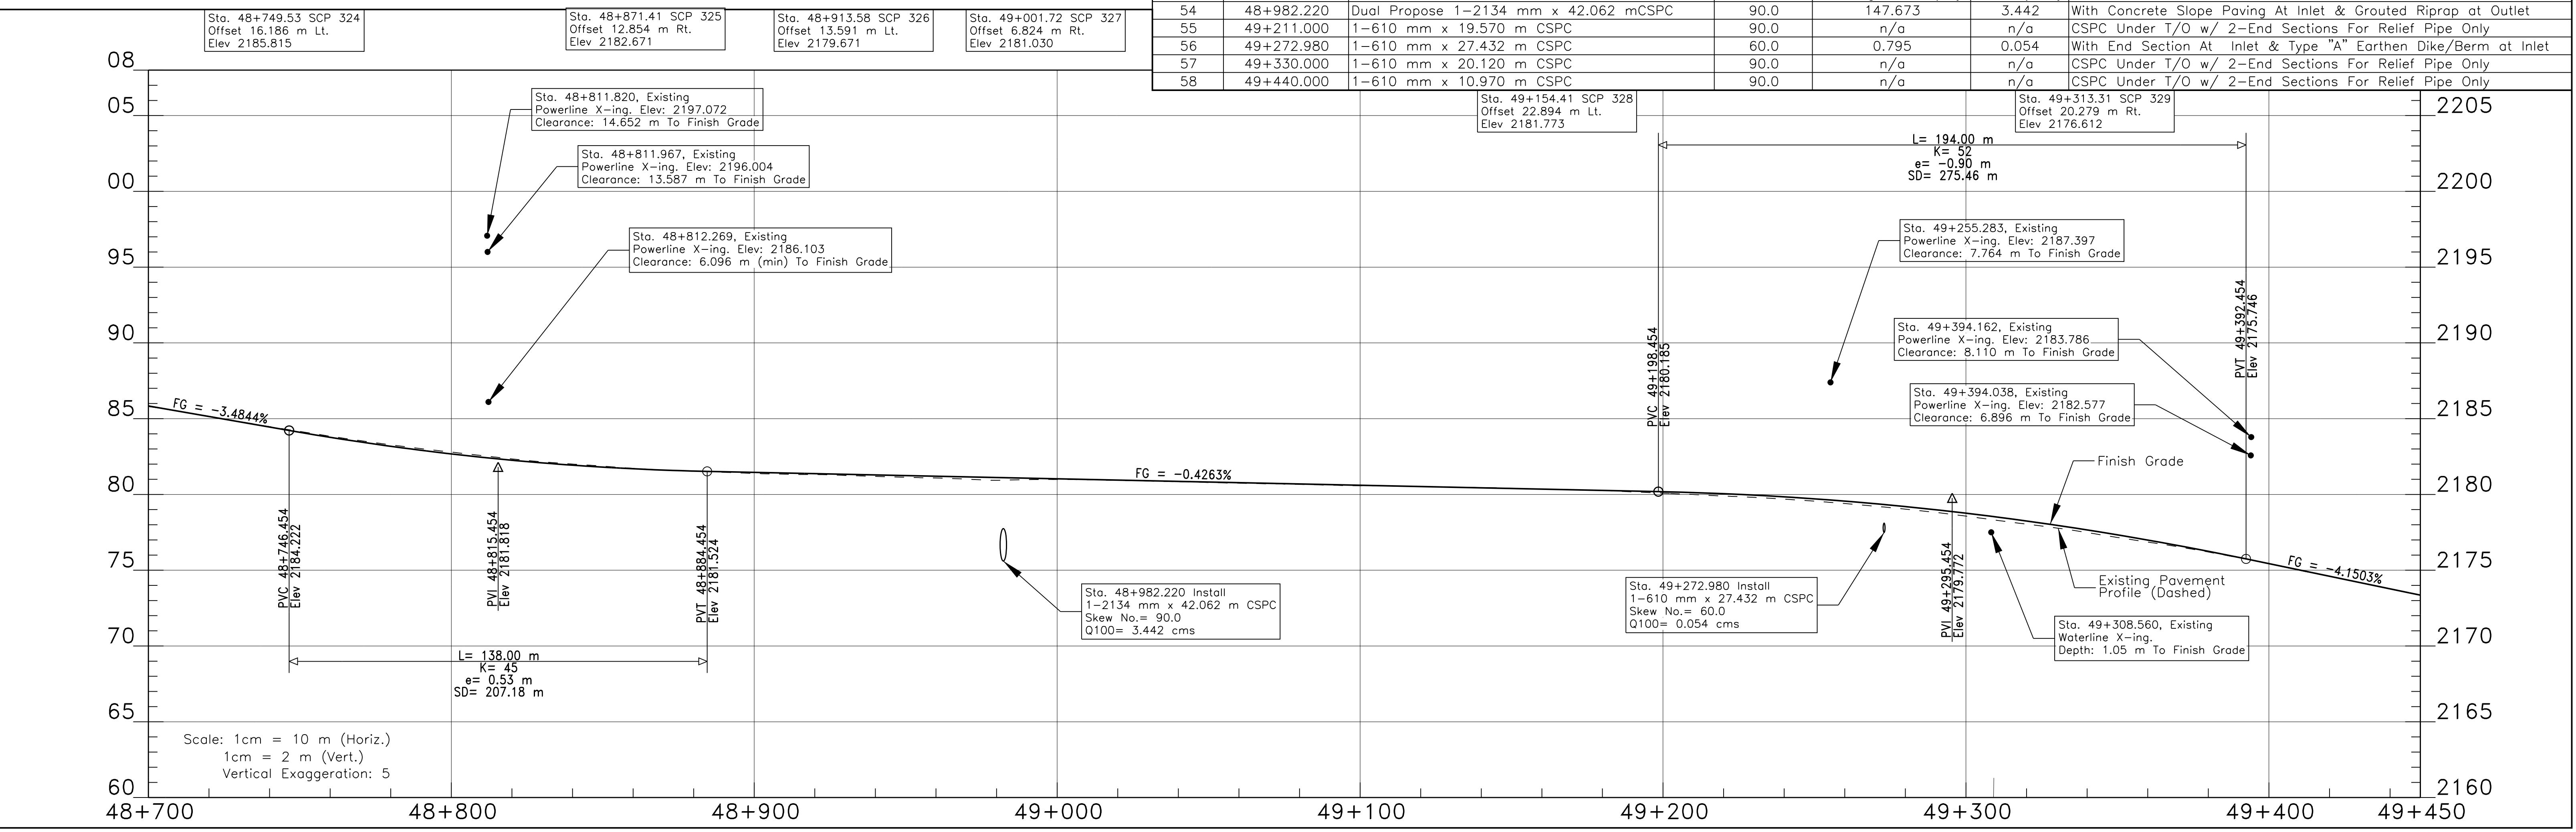 Sta. 48+749.53 SCP 324
Offset 16.186 m Lt.
Elev 2185.815
Sta. 48+871.41 SCP 325
Offset 12.854 m Rt.
Elev 2182.671
Sta. 48+913.58 SCP 326
Offset 13.591 m Lt.
Elev 2179.671
Sta. 49+001.72 SCP 327
Offset 6.824 m Rt.
Elev 2181.030
54 48+982.220 Dual Propose 1-2134 mm x 42.062 mCSPC 90.0 147.673 3.442 With Concrete Slope Paving At Inlet & Grouted Riprap at Outlet
55 49+211.000 1-610 mm x 19.570 m CSPC 90.0 n/a n/a CSPC Under T/O w/ 2-End Sections For Relief Pipe Only
56 49+272.980 1-610 mm x 27.432 m CSPC 60.0 0.795 0.054 With End Section At Inlet & Type "A" Earthen Dike/Berm at Inlet
57 49+330.000 1-610 mm x 20.120 m CSPC 90.0 n/a n/a CSPC Under T/O w/ 2-End Sections For Relief Pipe Only
58 49+440.000 1-610 mm x 10.970 m CSPC 90.0 n/a n/a CSPC Under T/O w/ 2-End Sections For Relief Pipe Only
Sta. 49+154.41 SCP 328
Offset 22.894 m Lt.
Elev 2181.773
Sta. 49+313.31 SCP 329
Offset 20.279 m Rt.
Elev 2176.612
08
05
00
95
90
85
80
75
70
65
60
2205
2200
2195
2190
2185
2180
2175
2170
2165
2160
Sta. 48+811.820, Existing
Powerline X-ing. Elev: 2197.072
Clearance: 14.652 m To Finish Grade
Sta. 48+811.967, Existing
Powerline X-ing. Elev: 2196.004
Clearance: 13.587 m To Finish Grade
Sta. 48+812.269, Existing
Powerline X-ing. Elev: 2186.103
Clearance: 6.096 m (min) To Finish Grade
L= 194.00 m
K= 52
e= -0.90 m
SD= 275.46 m
Sta. 49+255.283, Existing
Powerline X-ing. Elev: 2187.397
Clearance: 7.764 m To Finish Grade
Sta. 49+394.162, Existing
Powerline X-ing. Elev: 2183.786
Clearance: 8.110 m To Finish Grade
Sta. 49+394.038, Existing
Powerline X-ing. Elev: 2182.577
Clearance: 6.896 m To Finish Grade
PVC 49+198.454
Elev 2180.185
PVT 49+392.454
Elev 2175.746
FG = -3.4844%
FG = -0.4263%
FG = -4.1503%
Finish Grade
Existing Pavement
Profile (Dashed)
PVC 48+746.454
Elev 2184.222
PVI 48+815.454
Elev 2181.818
PVT 48+884.454
Elev 2181.524
PVI 49+295.454
Elev 2179.772
Sta. 48+982.220 Install
1-2134 mm x 42.062 m CSPC
Skew No.= 90.0
Q100= 3.442 cms
Sta. 49+272.980 Install
1-610 mm x 27.432 m CSPC
Skew No.= 60.0
Q100= 0.054 cms
Sta. 49+308.560, Existing
Waterline X-ing.
Depth: 1.05 m To Finish Grade
L= 138.00 m
K= 45
e= 0.53 m
SD= 207.18 m
Scale: 1cm = 10 m (Horiz.)
1cm = 2 m (Vert.)
Vertical Exaggeration: 5
48+700
48+800
48+900
49+000
49+100
49+200
49+300
49+400
49+450